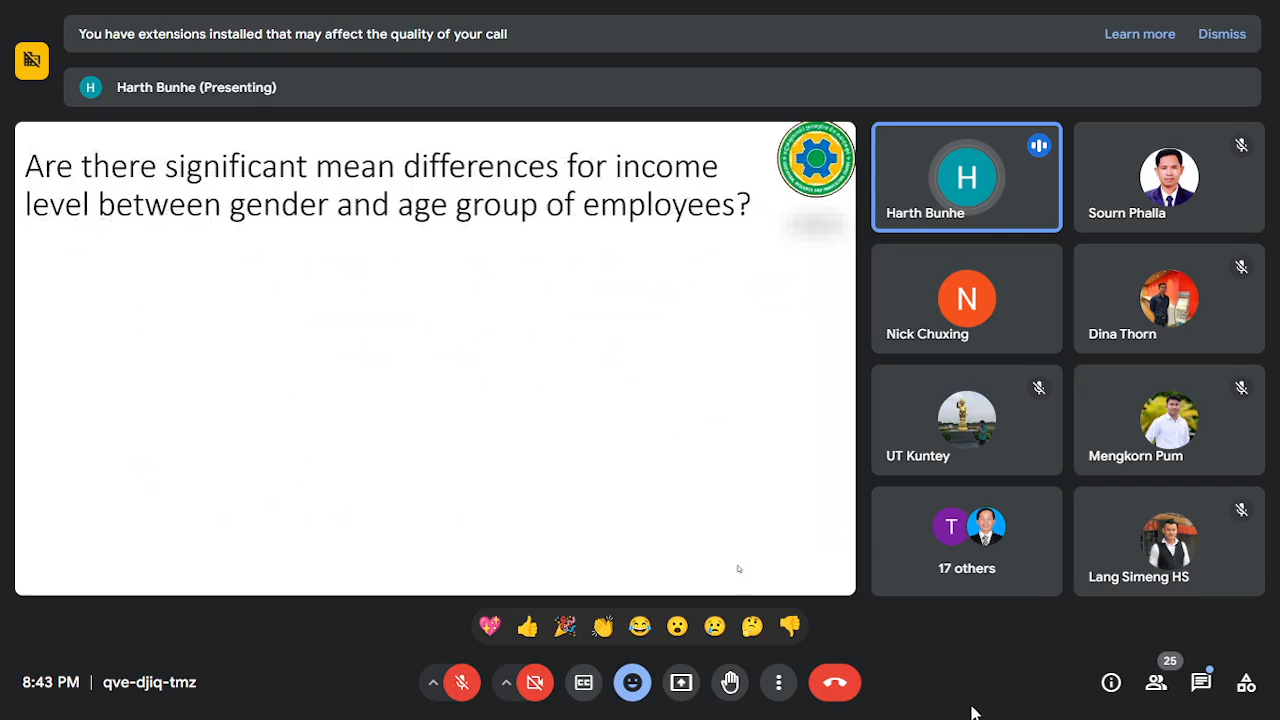 You have extensions installed that may affect the quality of your call
Learn more
Dismiss
H
Harth Bunhe (Presenting)
Are there significant mean differences for income
level between gender and age group of employees?
H
Harth Bunhe
Sourn Phalla
N
Nick Chuxing
Dina Thorn
UT Kuntey
Mengkorn Pum
T
17 others
Lang Simeng HS
8:43 PM
qve-djiq-tmz
25